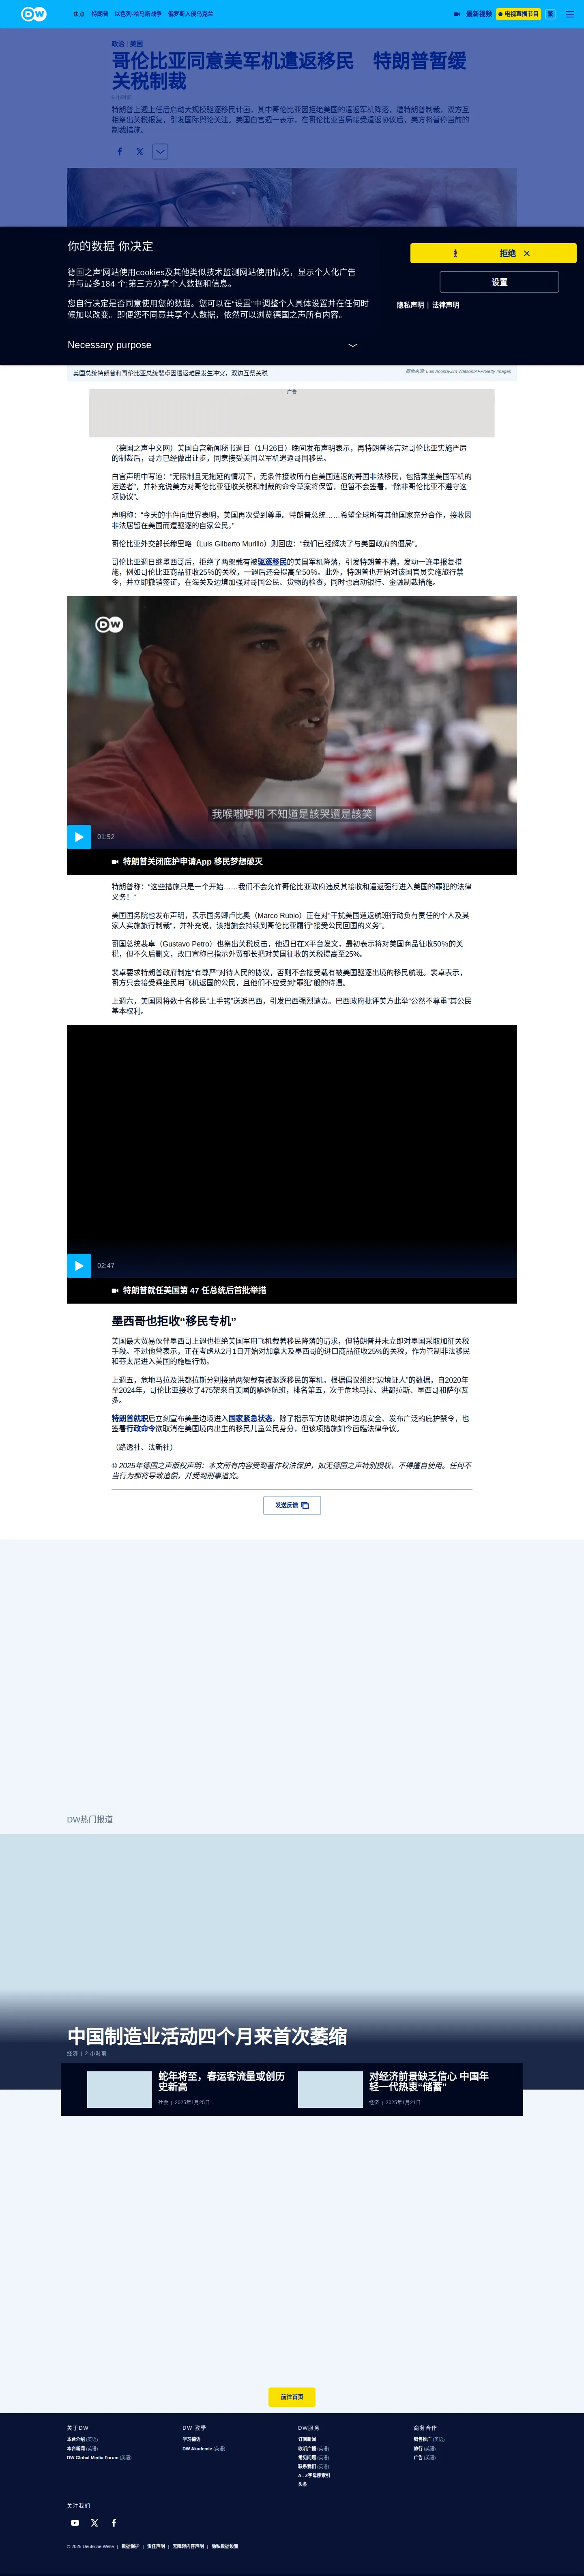 DW
焦点 特朗普 以色列-哈马斯战争 俄罗斯入侵乌克兰
最新视频 电视直播节目 繁
政治 | 美国
哥伦比亚同意美军机遣返移民 特朗普暂缓
关税制裁
特朗普上週上任后启动大规模驱逐移民计画，其中哥伦比亚因拒绝美国的遣返军机降落，遭特朗普制裁，双方互
相祭出关税报复，引发国际舆论关注。美国白宫週一表示，在哥伦比亚当局接受遣返协议后，美方将暂停当前的
制裁措施。
你的数据 你决定
德国之声'网站使用cookies及其他类似技术监测网站使用情况，显示个人化广告
并与最多184 个;第三方分享个人数据和信息。
您自行决定是否同意使用您的数据。您可以在"设置"中调整个人具体设置并在任何时
候加以改变。即便您不同意共享个人数据，依然可以浏览德国之声所有内容。
Necessary purpose
拒绝
设置
隐私声明 | 法律声明
美国总统特朗普和哥伦比亚总统裴卓因遣返难民发生冲突，双边互祭关税
图像来源: Luis Acosta/Jim Watson/AFP/Getty Images
广告
（德国之声中文网）美国白宫新闻秘书週日（1月26日）晚间发布声明表示，再特朗普扬言对哥伦比亚实施严厉
的制裁后，哥方已经做出让步，同意接受美国以军机遣返哥国移民。
白宫声明中写道："无限制且无拖延的情况下，无条件接收所有自美国遣返的哥国非法移民，包括乘坐美国军机的
运送者"，并补充说美方对哥伦比亚征收关税和制裁的命令草案将保留，但暂不会签署，"除非哥伦比亚不遵守这
项协议"。
声明称："今天的事件向世界表明，美国再次受到尊重。特朗普总统……希望全球所有其他国家充分合作，接收因
非法居留在美国而遭驱逐的自家公民。"
哥伦比亚外交部长穆里略（Luis Gilberto Murillo）则回应："我们已经解决了与美国政府的僵局"。
哥伦比亚週日继墨西哥后，拒绝了两架载有被驱逐移民的美国军机降落，引发特朗普不满，发动一连串报复措
施，例如哥伦比亚商品征收25％的关税，一週后还会提高至50％。此外，特朗普也开始对该国官员实施旅行禁
令，并立即撤销签证，在海关及边境加强对哥国公民、货物的检查，同时也启动银行、金融制裁措施。
DW
我喉嚨哽咽 不知道是該哭還是該笑
01:52
特朗普关闭庇护申请App 移民梦想破灭
特朗普称："这些措施只是一个开始……我们不会允许哥伦比亚政府违反其接收和遣返强行进入美国的罪犯的法律
义务！"
美国国务院也发布声明，表示国务卿卢比奥（Marco Rubio）正在对"干扰美国遣返航班行动负有责任的个人及其
家人实施旅行制裁"，并补充说，该措施会持续到哥伦比亚履行"接受公民回国的义务"。
哥国总统裴卓（Gustavo Petro）也祭出关税反击，他週日在X平台发文，最初表示将对美国商品征收50％的关
税，但不久后删文，改口宣称已指示外贸部长把对美国征收的关税提高至25％。
裴卓要求特朗普政府制定"有尊严"对待人民的协议，否则不会接受载有被美国驱逐出境的移民航班。裴卓表示，
哥方只会接受乘坐民用飞机返国的公民，且他们不应受到"罪犯"般的待遇。
上週六，美国因将数十名移民"上手铐"送返巴西，引发巴西强烈谴责。巴西政府批评美方此举"公然不尊重"其公民
基本权利。
02:47
特朗普就任美国第 47 任总统后首批举措
墨西哥也拒收"移民专机"
美国最大贸易伙伴墨西哥上週也拒绝美国军用飞机载著移民降落的请求，但特朗普并未立即对墨国采取加征关税
手段。不过他曾表示，正在考虑从2月1日开始对加拿大及墨西哥的进口商品征收25％的关税，作为管制非法移民
和芬太尼进入美国的施壓行動。
上週五，危地马拉及洪都拉斯分别接纳两架载有被驱逐移民的军机。根据倡议组织"边境证人"的数据，自2020年
至2024年，哥伦比亚接收了475架來自美國的驅逐航班，排名第五，次于危地马拉、洪都拉斯、墨西哥和萨尔瓦
多。
特朗普就职后立刻宣布美墨边境进入国家紧急状态，除了指示军方协助维护边境安全、发布广泛的庇护禁令，也
签署行政命令欲取消在美国境内出生的移民儿童公民身分，但该项措施如今面臨法律争议。
（路透社、法新社）
© 2025年德国之声版权声明：本文所有内容受到著作权法保护，如无德国之声特别授权，不得擅自使用。任何不
当行为都将导致追偿，并受到刑事追究。
发送反馈
DW热门报道
中国制造业活动四个月来首次萎缩
经济 | 2 小时前
蛇年将至，春运客流量或创历
史新高
社会 | 2025年1月25日
对经济前景缺乏信心 中国年
轻一代热衷"储蓄"
经济 | 2025年1月21日
前往首页
关于DW
本台介绍 (英语)
本台新闻 (英语)
DW Global Media Forum (英语)
DW 教學
学习德语
DW Akademie (英语)
DW服务
订阅新闻
收听广播 (英语)
常见问题 (英语)
联系我们 (英语)
A - Z字母序索引
头条
商务合作
销售推广 (英语)
旅行 (英语)
广告 (英语)
关注我们
© 2025 Deutsche Welle | 数据保护 | 责任声明 | 无障碍内容声明 | 隐私数据设置